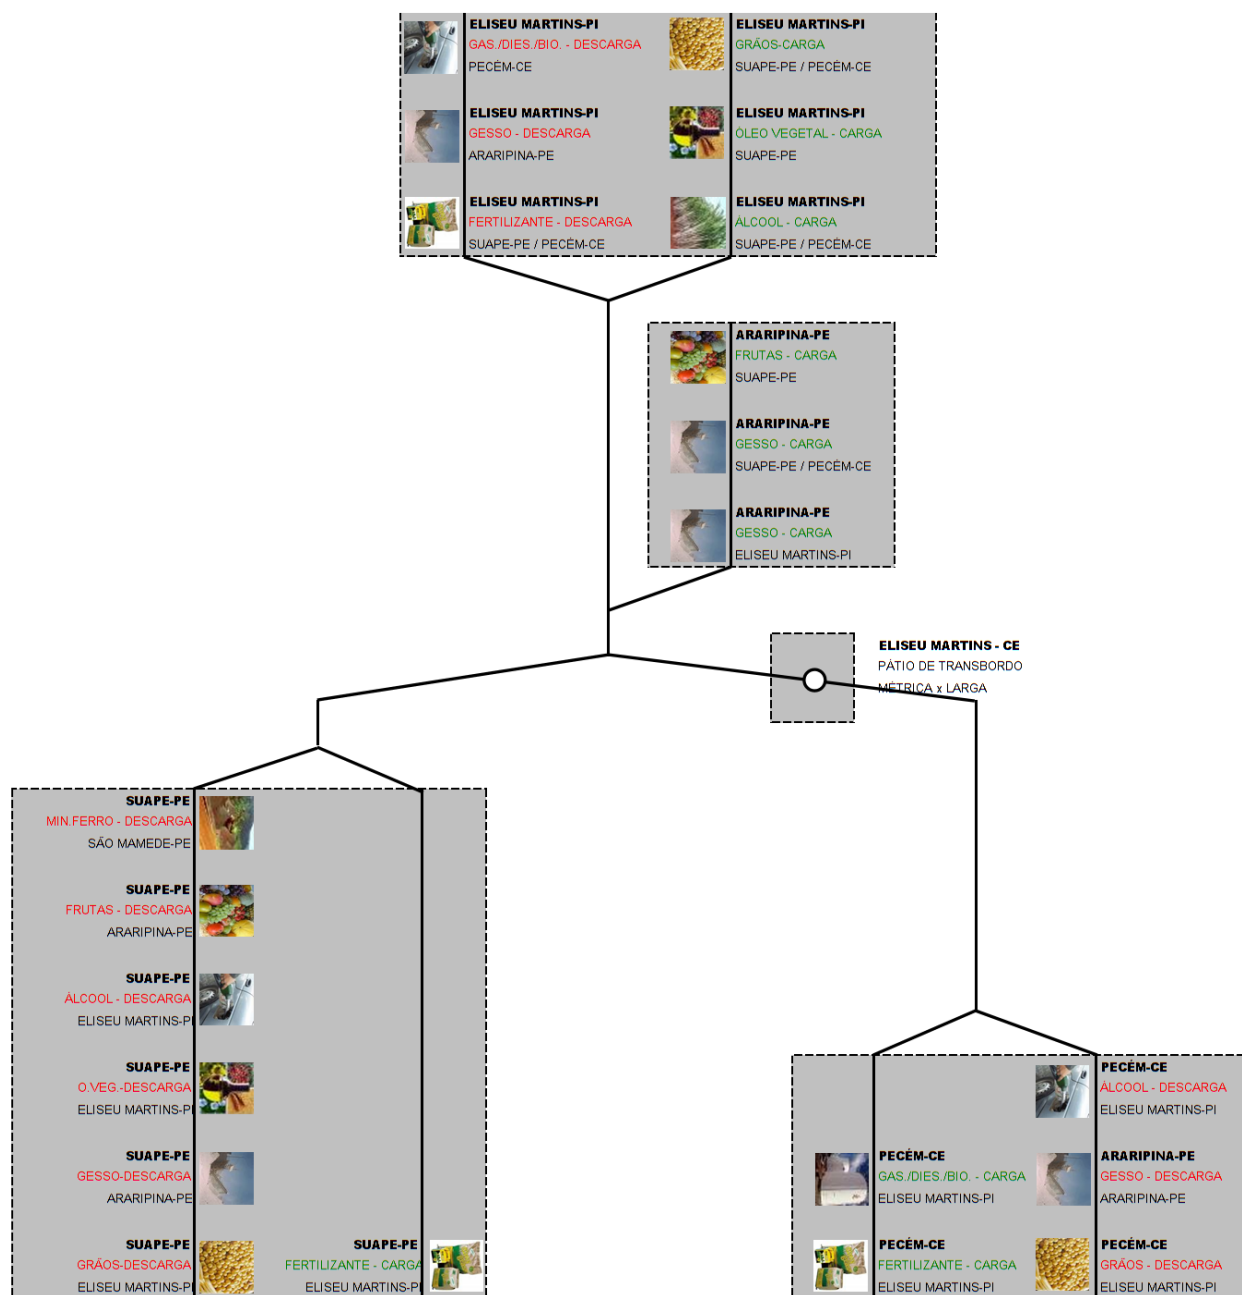 ELISEU MARTINS-PI
GAS./DIES./BIO. - DESCARGA
PECÉM-CE
ELISEU MARTINS-PI
GRÃOS-CARGA
SUAPE-PE / PECÉM-CE
ELISEU MARTINS-PI
GESSO - DESCARGA
ARARIPINA-PE
ELISEU MARTINS-PI
ÓLEO VEGETAL - CARGA
SUAPE-PE
ELISEU MARTINS-PI
FERTILIZANTE - DESCARGA
SUAPE-PE / PECÉM-CE
ELISEU MARTINS-PI
ÁLCOOL - CARGA
SUAPE-PE / PECÉM-CE
ARARIPINA-PE
FRUTAS - CARGA
SUAPE-PE
ARARIPINA-PE
GESSO - CARGA
SUAPE-PE / PECÉM-CE
ARARIPINA-PE
GESSO - CARGA
ELISEU MARTINS-PI
ELISEU MARTINS - CE
PÁTIO DE TRANSBORDO
MÉTRICA x LARGA
SUAPE-PE
MIN.FERRO - DESCARGA
SÃO MAMEDE-PE
SUAPE-PE
FRUTAS - DESCARGA
ARARIPINA-PE
SUAPE-PE
ÁLCOOL - DESCARGA
ELISEU MARTINS-PI
SUAPE-PE
O.VEG.-DESCARGA
ELISEU MARTINS-PI
SUAPE-PE
GESSO-DESCARGA
ARARIPINA-PE
SUAPE-PE
GRÃOS-DESCARGA
ELISEU MARTINS-PI
SUAPE-PE
FERTILIZANTE - CARGA
ELISEU MARTINS-PI
PECÉM-CE
ÁLCOOL - DESCARGA
ELISEU MARTINS-PI
PECÉM-CE
GAS./DIES./BIO. - CARGA
ELISEU MARTINS-PI
ARARIPINA-PE
GESSO - DESCARGA
ARARIPINA-PE
PECÉM-CE
FERTILIZANTE - CARGA
ELISEU MARTINS-PI
PECÉM-CE
GRÃOS - DESCARGA
ELISEU MARTINS-PI